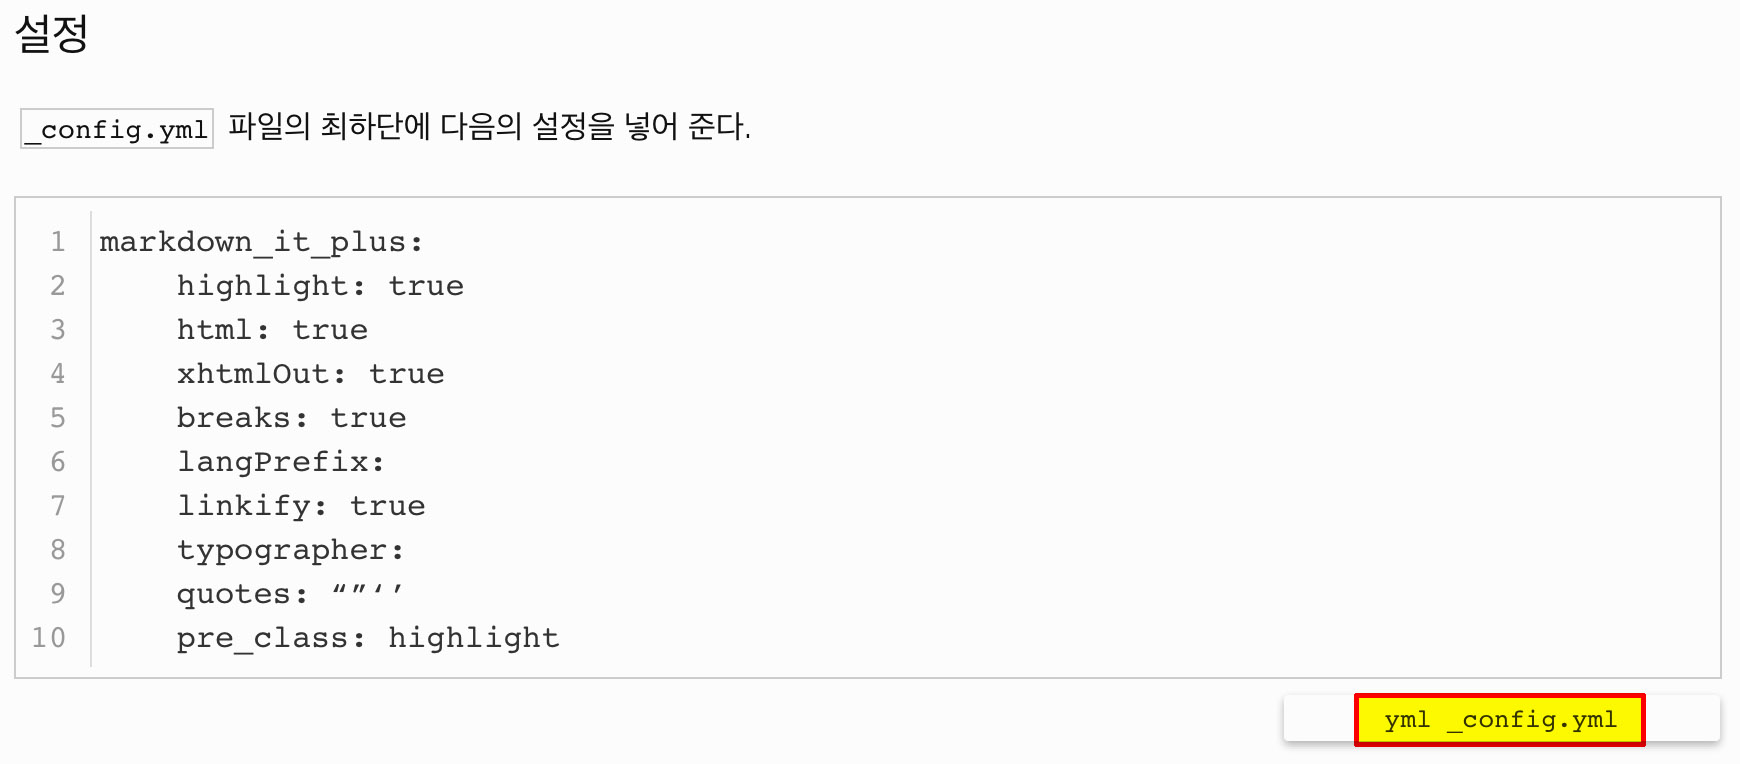 설정
_config.yml 파일의 최하단에 다음의 설정을 넣어 준다.
1 markdown_it_plus:
2     highlight: true
3     html: true
4     xhtmlOut: true
5     breaks: true
6     langPrefix:
7     linkify: true
8     typographer:
9     quotes: “”‘’
10     pre_class: highlight
yml _config.yml